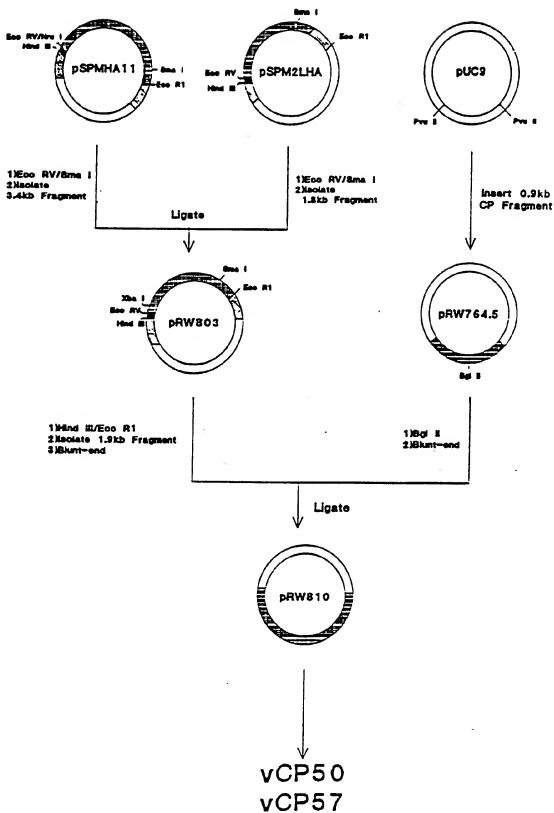 Eco RV/Nru I
Hind III
pSPMHA11
Sma I
Eco R1
Sma I
Eco R1
pSPM2LHA
Eco RV
Hind III
pUC9
Pvu II
Pvu II
1)Eco RV/Sma I
2)Isolate
3.4kb Fragment
1)Eco RV/Sma I
2)Isolate
1.8kb Fragment
Ligate
Insert 0.9kb
CP Fragment
Sma I
Eco R1
Xba I
Eco RV
Hind III
pRW803
pRW764.5
Bgl II
1)Hind III/Eco R1
2)Isolate 1.9kb Fragment
3)Blunt-end
1)Bgl II
2)Blunt-end
Ligate
pRW810
vCP50
vCP57